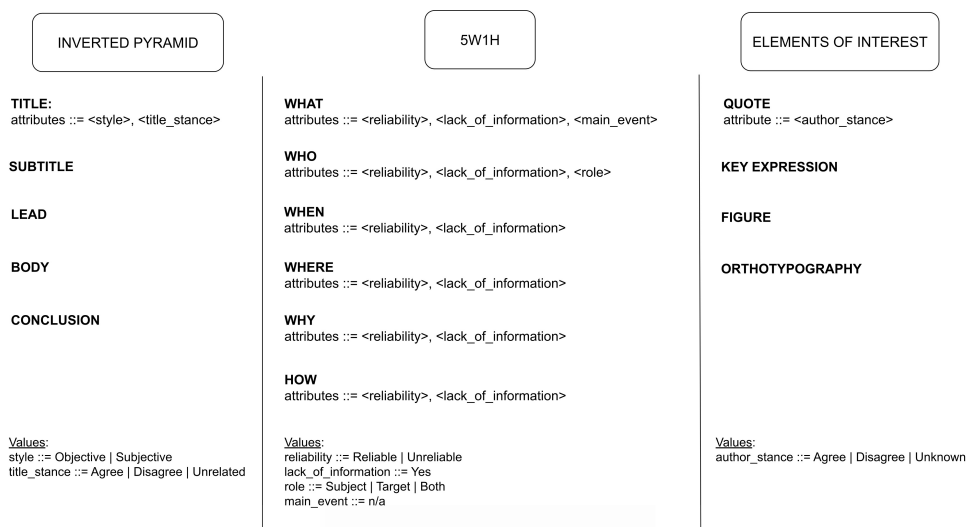 INVERTED PYRAMID
TITLE:
attributes ::= <style>, <title_stance>
SUBTITLE
LEAD
BODY
CONCLUSION
Values:
style ::= Objective | Subjective
title_stance ::= Agree | Disagree | Unrelated
5W1H
WHAT
attributes ::= <reliability>, <lack_of_information>, <main_event>
WHO
attributes ::= <reliability>, <lack_of_information>, <role>
WHEN
attributes ::= <reliability>, <lack_of_information>
WHERE
attributes ::= <reliability>, <lack_of_information>
WHY
attributes ::= <reliability>, <lack_of_information>
HOW
attributes ::= <reliability>, <lack_of_information>
Values:
reliability ::= Reliable | Unreliable
lack_of_information ::= Yes
role ::= Subject | Target | Both
main_event ::= n/a
ELEMENTS OF INTEREST
QUOTE
attribute ::= <author_stance>
KEY EXPRESSION
FIGURE
ORTHOTYPOGRAPHY
Values:
author_stance ::= Agree | Disagree | Unknown